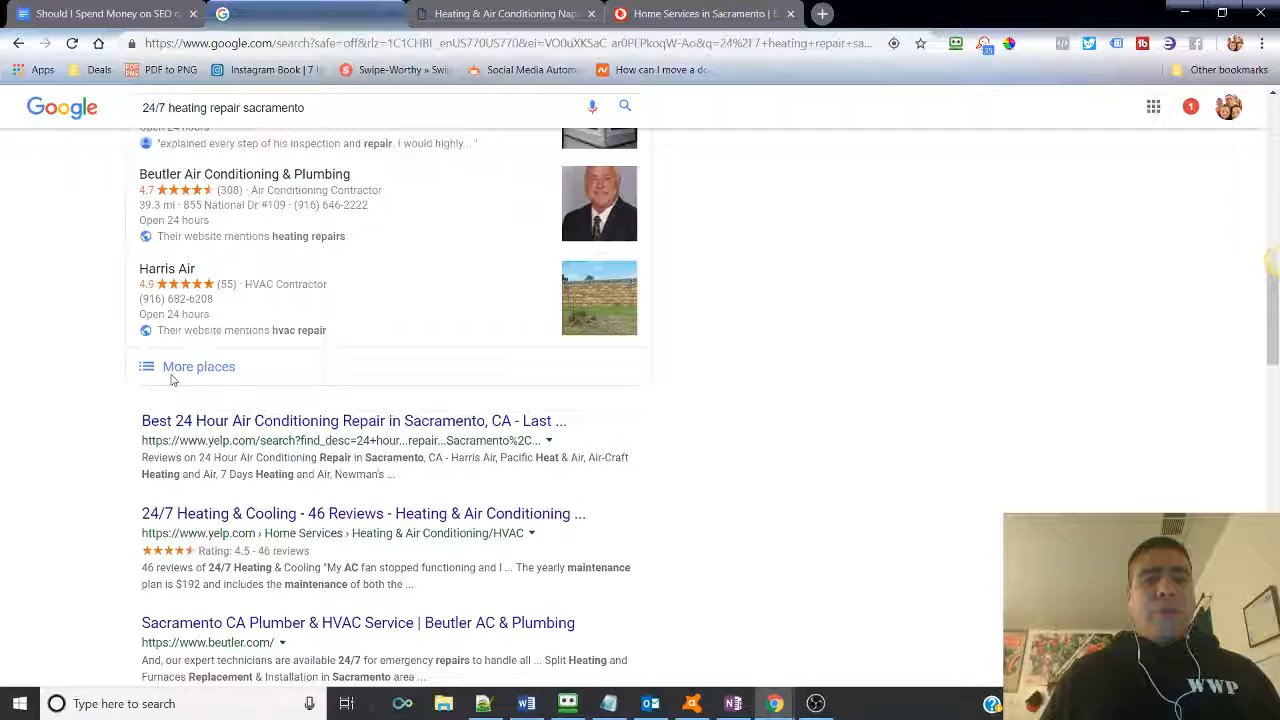 Should I Spend Money on SEO
Heating & Air Conditioning Nap
Home Services in Sacramento |
https://www.google.com/search?safe=off&rlz=1C1CHBF_enUS770US770&ei=
heating+repair+sa...
Apps
Deals
PDF to PNG
Instagram Book | 7
Swipe-Worthy
Social Media Autom
How can I move a do
Other bookmarks
Google
24/7 heating repair sacramento
1
Open 24 hours
"explained every step of his inspection and repair. I would highly... "
Beutler Air Conditioning & Plumbing
4.7 (308) · Air Conditioning Contractor
39.3 mi · 855 National Dr #109 · (916) 646-2222
Open 24 hours
Their website mentions heating repairs
Harris Air
4.9 (55) · HVAC Contractor
(916) 682-6208
Open 24 hours
Their website mentions hvac repair
More places
Best 24 Hour Air Conditioning Repair in Sacramento, CA - Last ...
https://www.yelp.com/search?find_desc=24+hour...repair...Sacramento%2C...
Reviews on 24 Hour Air Conditioning Repair in Sacramento, CA - Harris Air, Pacific Heat & Air, Air-Craft
Heating and Air, 7 Days Heating and Air, Newman's ...
24/7 Heating & Cooling - 46 Reviews - Heating & Air Conditioning ...
https://www.yelp.com › Home Services › Heating & Air Conditioning/HVAC
Rating: 4.5 - 46 reviews
46 reviews of 24/7 Heating & Cooling "My AC fan stopped functioning and I ... The yearly maintenance
plan is $192 and includes the maintenance of both the ...
Sacramento CA Plumber & HVAC Service | Beutler AC & Plumbing
https://www.beutler.com/
And, our expert technicians are available 24/7 for emergency repairs to handle all ... Split Heating and
Furnaces Replacement & Installation in Sacramento area ...
WWP
Type here to search